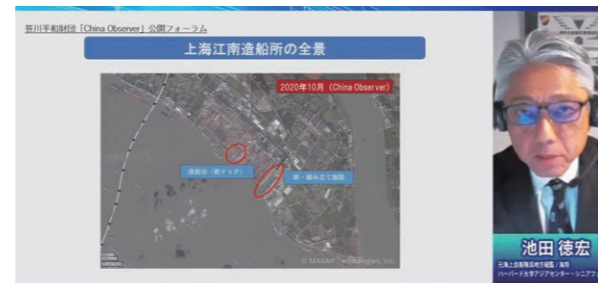 笹川平和財団「China Observer」公開フォーラム
上海江南造船所の全景
2020年10月（China Observer）
造船台（乾ドック）
新・組み立て施設
© MAXAR Technologies, Inc.
池田 徳宏
元海上自衛隊呉地方総監／海将
ハーバード大学アジアセンター・シニアフェ